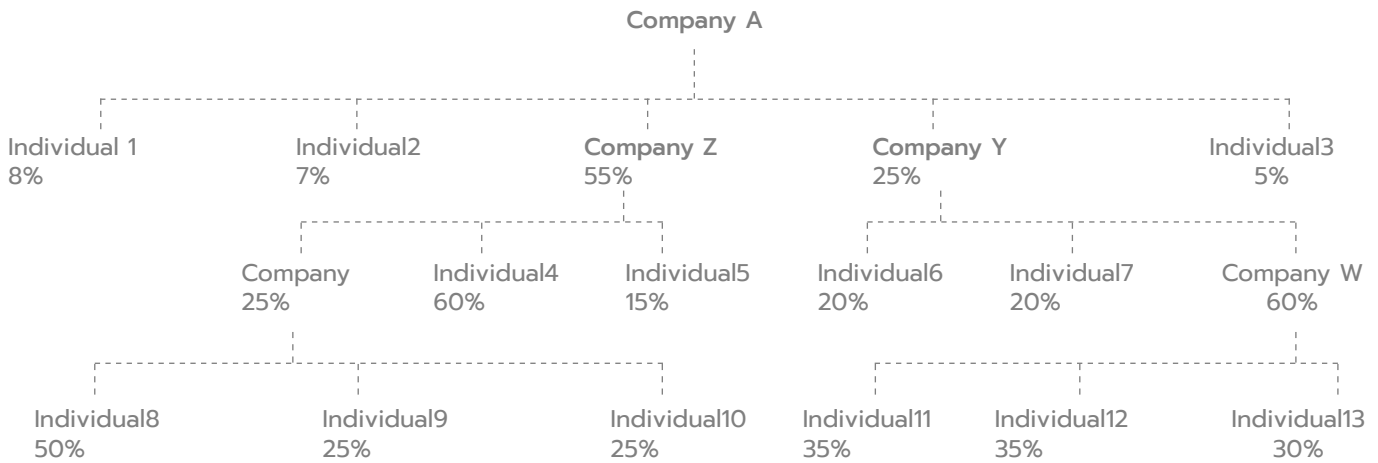 Company A
Individual 1
8%
Individual2
7%
Company Z
55%
Company Y
25%
Individual3
5%
Company
25%
Individual4
60%
Individual5
15%
Individual6
20%
Individual7
20%
Company W
60%
Individual8
50%
Individual9
25%
Individual10
25%
Individual11
35%
Individual12
35%
Individual13
30%